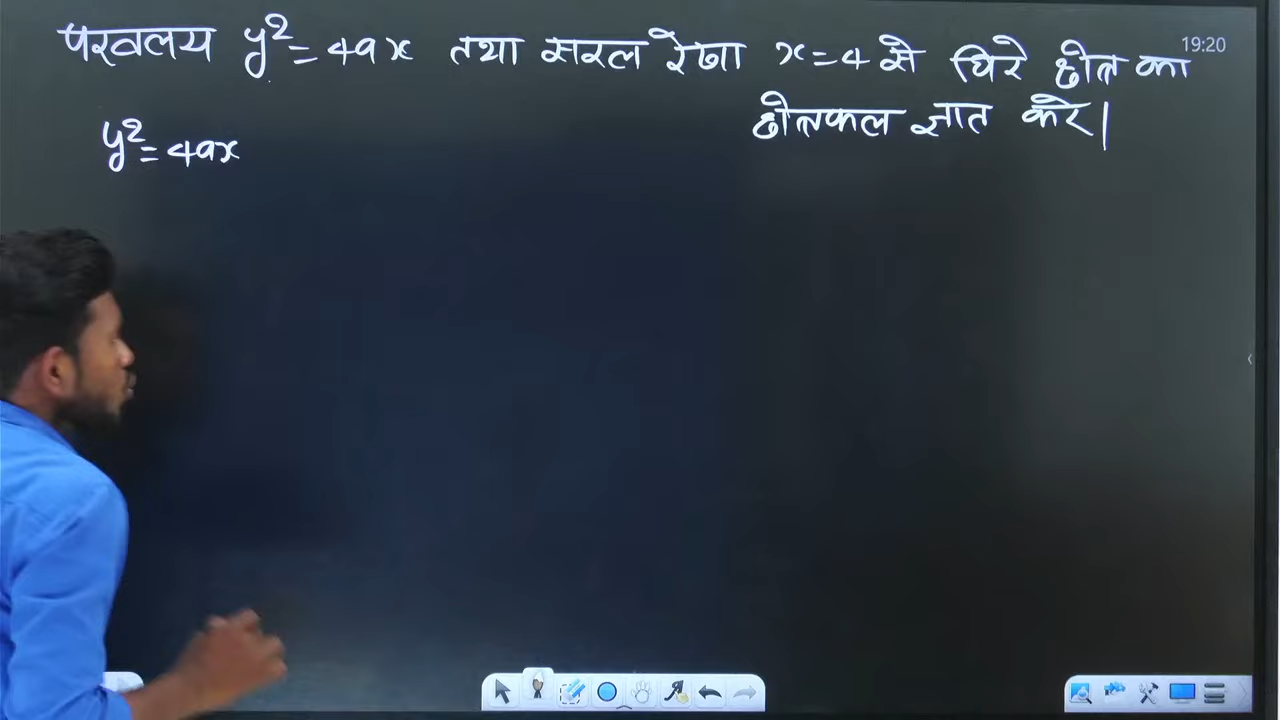 परवलय y²=4ax तथा सरल रेखा x=4 से घिरे क्षेत्र का
19:20
क्षेत्रफल ज्ञात करे|
y²=4ax